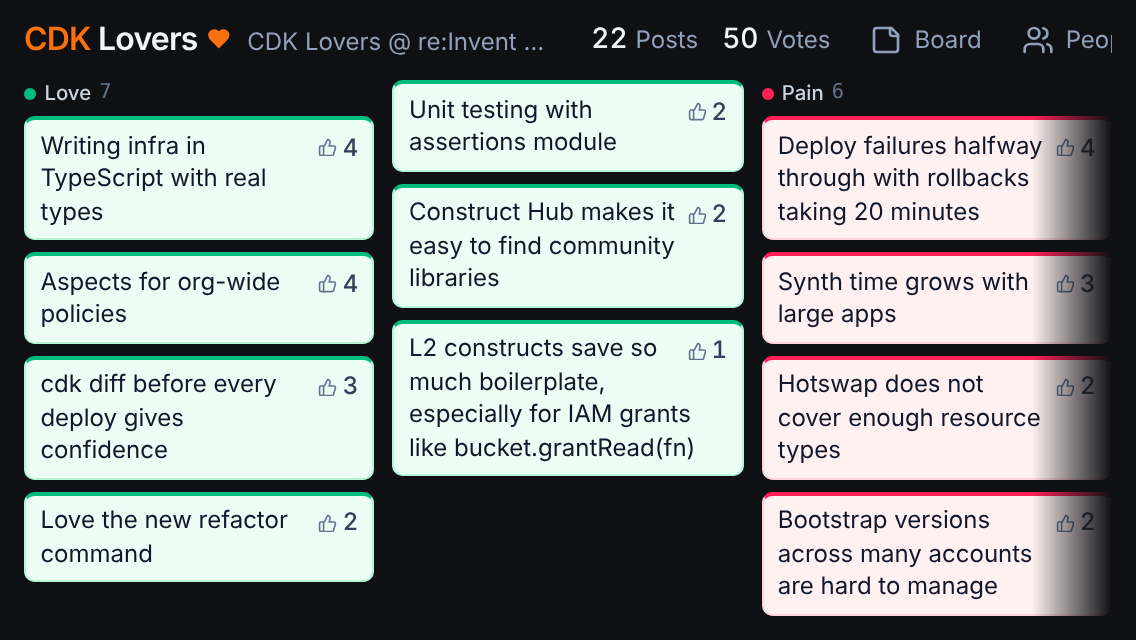 CDK Lovers 🧡 CDK Lovers @ re:Invent ... 22 Posts 50 Votes Board
Love 7
Writing infra in 4
TypeScript with real
types
Aspects for org-wide 4
policies
cdk diff before every 3
deploy gives
confidence
Love the new refactor 2
command
Unit testing with 2
assertions module
Construct Hub makes it 2
easy to find community
libraries
L2 constructs save so 1
much boilerplate,
especially for IAM grants
like bucket.grantRead(fn)
Pain 6
Deploy failures halfway 4
through with rollbacks
taking 20 minutes
Synth time grows with 3
large apps
Hotswap does not 2
cover enough resource
types
Bootstrap versions 2
across many accounts
are hard to manage